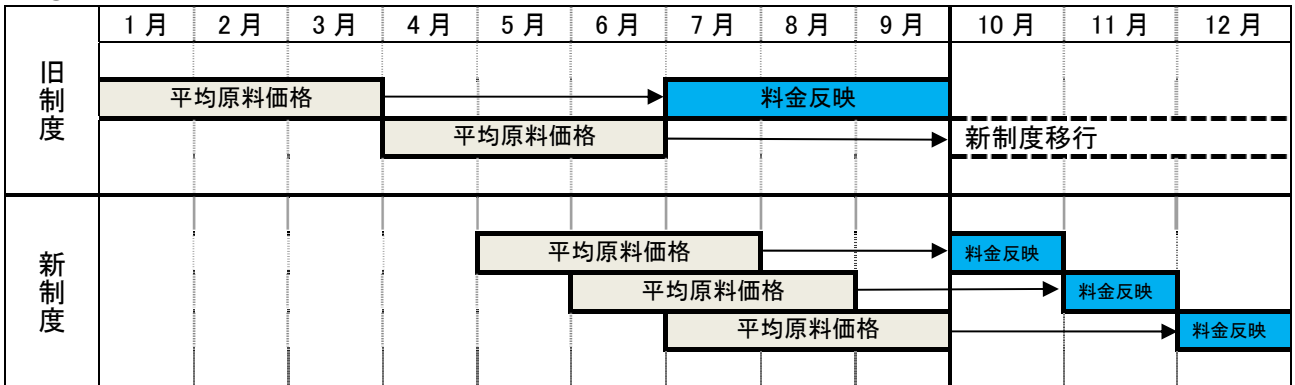 1月 2月 3月 4月 5月 6月 7月 8月 9月 10月 11月 12月
旧制度
平均原料価格 料金反映
平均原料価格 新制度移行
新制度
平均原料価格 料金反映
平均原料価格 料金反映
平均原料価格 料金反映